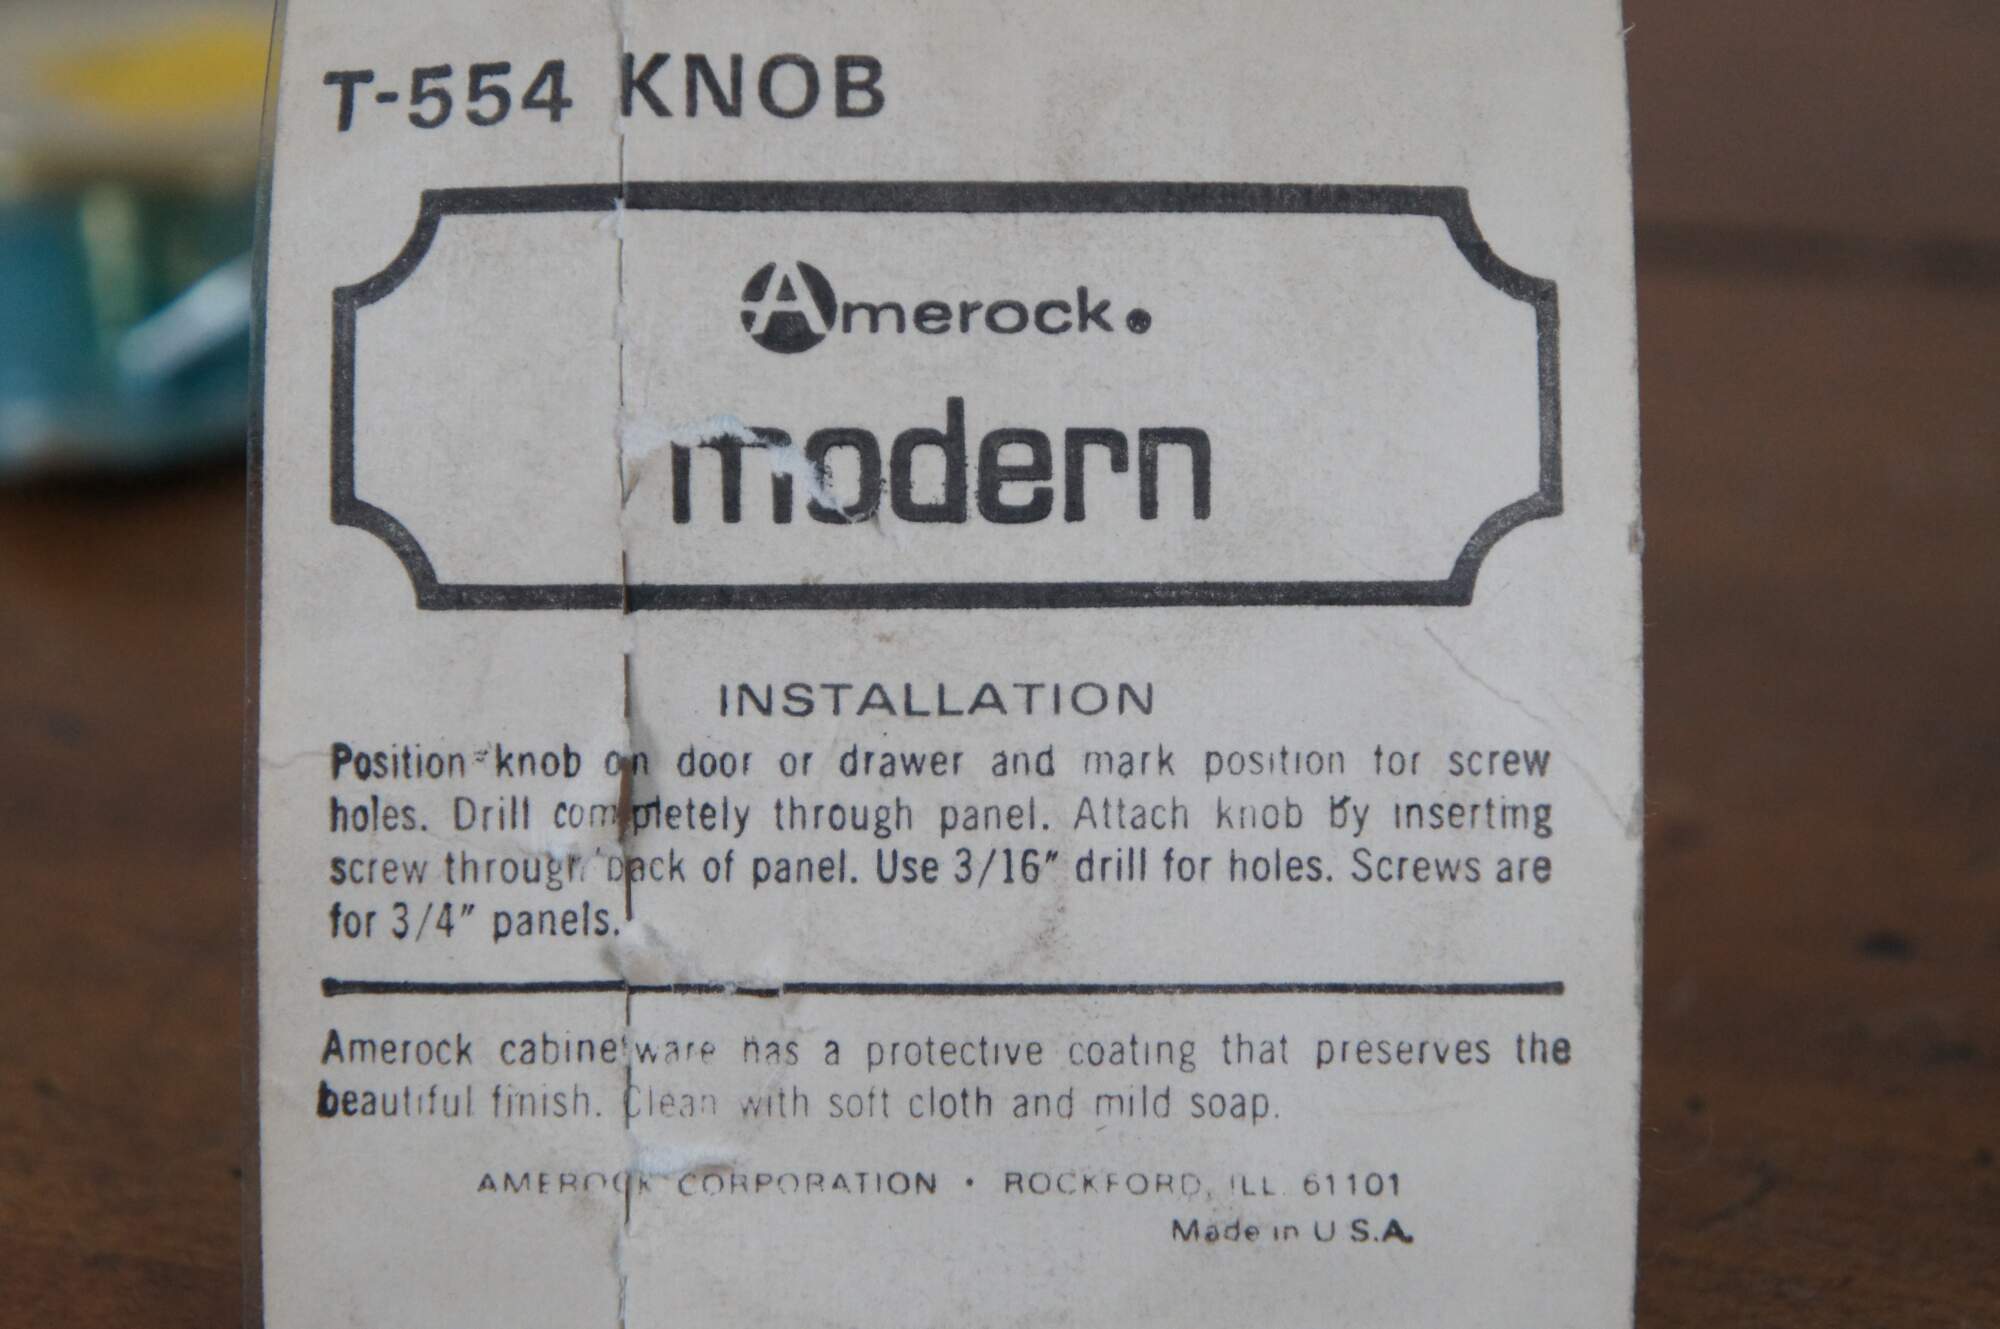 T-554 KNOB
Amerock®
modern
INSTALLATION
Position knob on door or drawer and mark position for screw
holes. Drill completely through panel. Attach knob by inserting
screw through back of panel. Use 3/16" drill for holes. Screws are
for 3/4" panels.
Amerock cabinetware has a protective coating that preserves the
beautiful finish. Clean with soft cloth and mild soap.
AMEROCK CORPORATION • ROCKFORD, ILL. 61101
Made in U.S.A.